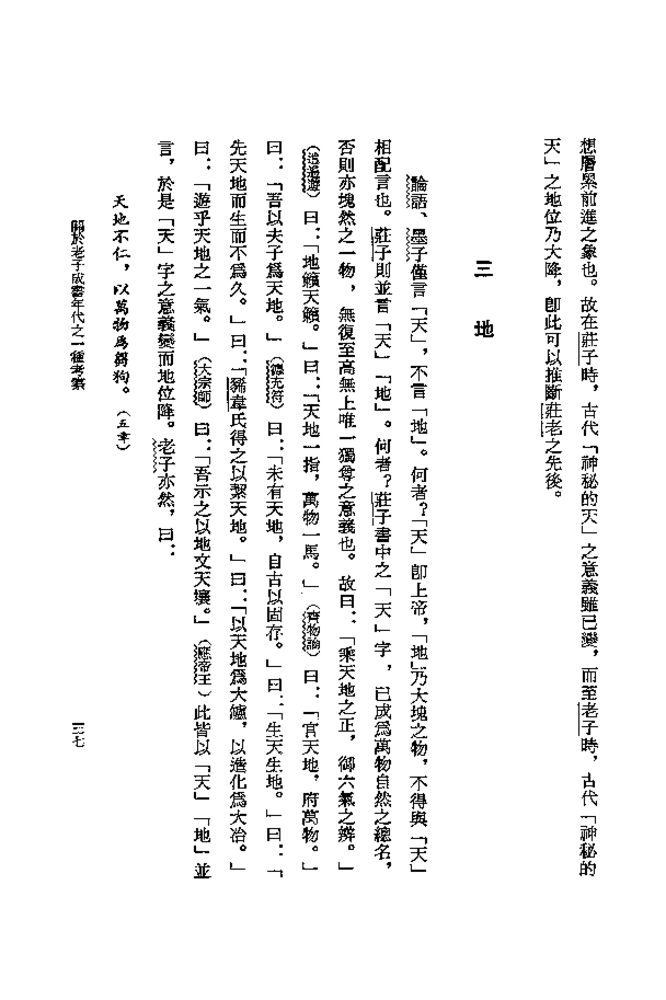 想層累前進之象也。故在莊子時，古代「神秘的天」之意義雖已變，而至老子時，古代「神秘的
天」之地位乃大降，卽此可以推斷莊老之先後。
三　地
論語、墨子僅言「天」，不言「地」。何者？「天」卽上帝，「地」乃大塊之物，不得與「天」
相配言也。莊子則並言「天」「地」。何者？莊子書中之「天」字，已成爲萬物自然之總名，
否則亦塊然之一物，無復至高無上唯一獨尊之意義也。故曰：「乘天地之正，御六氣之辨。」
（逍遙遊）曰：「地籟天籟。」曰：「天地一指，萬物一馬。」（齊物論）曰：「官天地，府萬物。」
曰：「吾以夫子爲天地。」（德充符）曰：「未有天地，自古以固存。」曰：「生天生地。」曰：「
先天地而生而不爲久。」曰：「豨韋氏得之以挈天地。」曰：「以天地爲大爐，以造化爲大冶。」
曰：「遊乎天地之一氣。」（大宗師）曰：「吾示之以地文天壤。」（應帝王）此皆以「天」「地」並
言，於是「天」字之意義變而地位降。老子亦然，曰：
天地不仁，以萬物爲芻狗。（五章）
關於老子成書年代之一種考察
三七